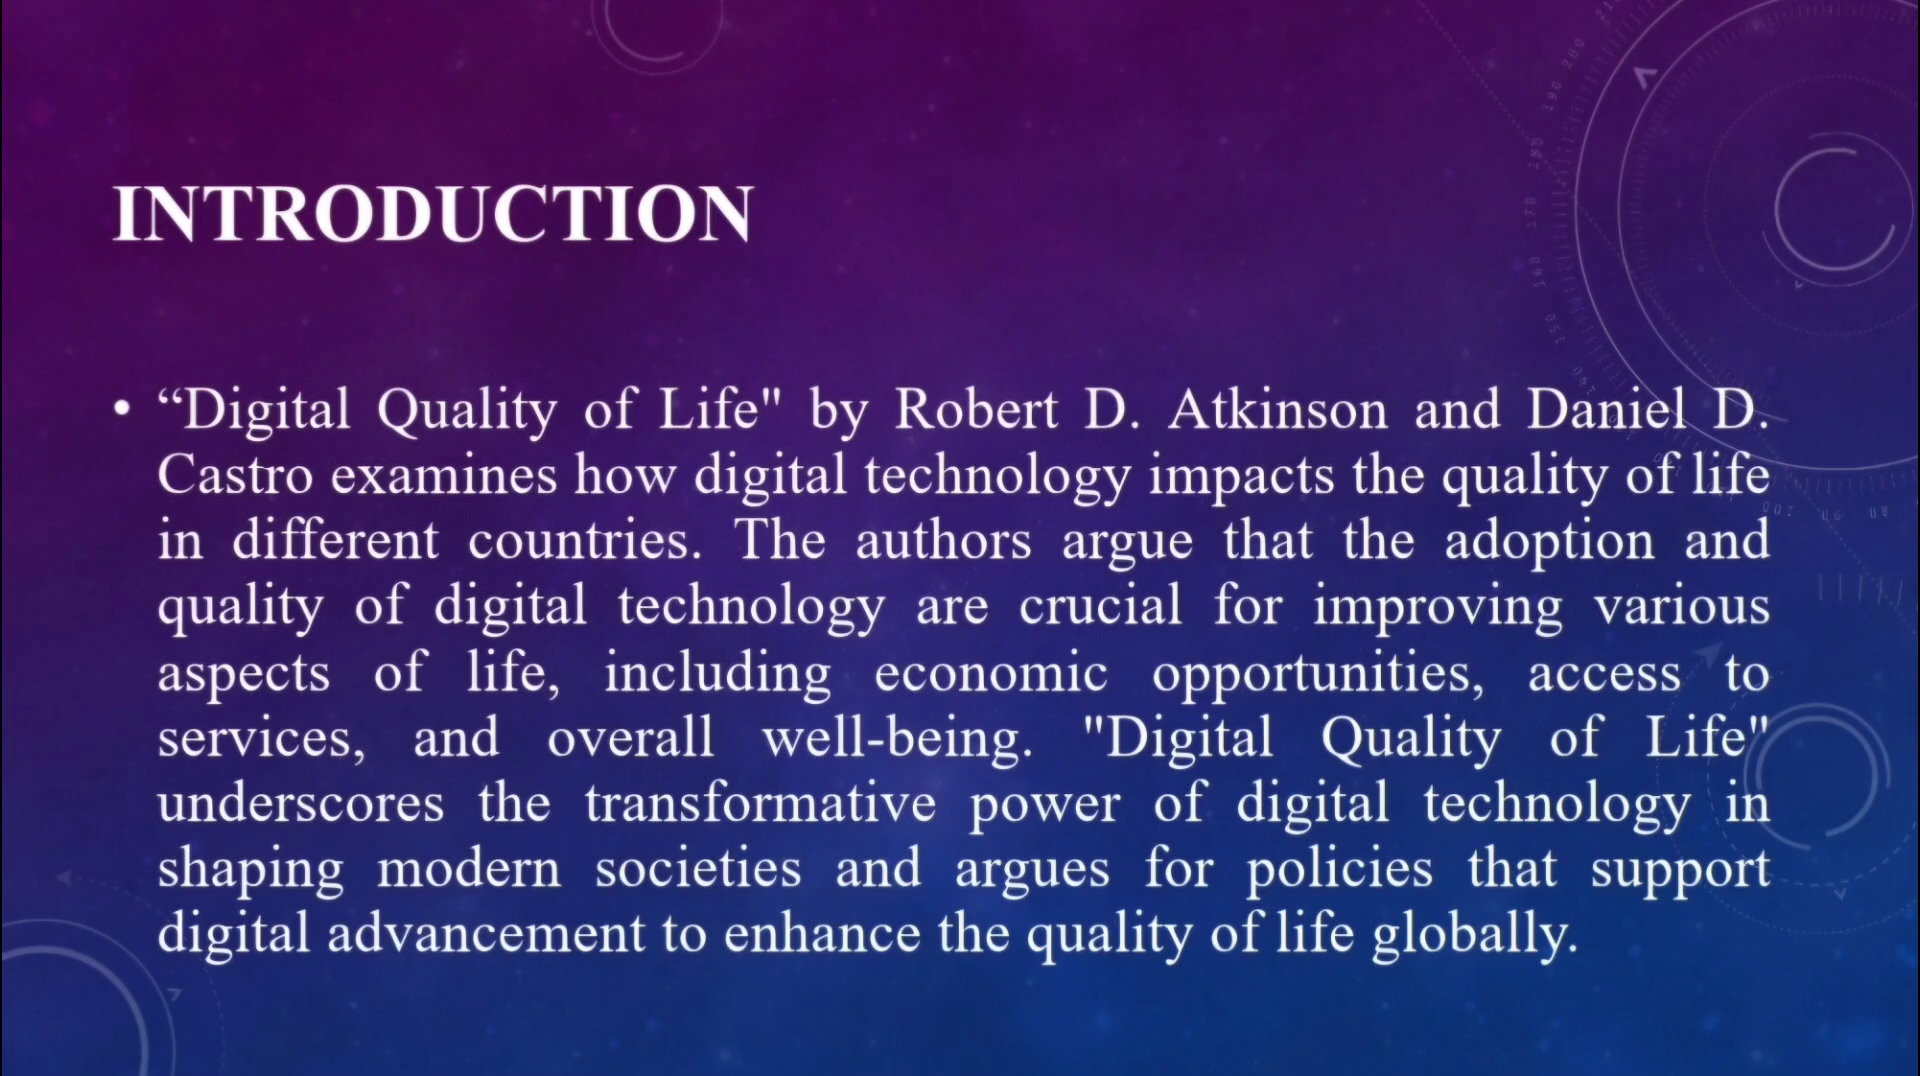 INTRODUCTION
• “Digital Quality of Life" by Robert D. Atkinson and Daniel D.
Castro examines how digital technology impacts the quality of life
in different countries. The authors argue that the adoption and
quality of digital technology are crucial for improving various
aspects of life, including economic opportunities, access to
services, and overall well-being. "Digital Quality of Life"
underscores the transformative power of digital technology in
shaping modern societies and argues for policies that support
digital advancement to enhance the quality of life globally.